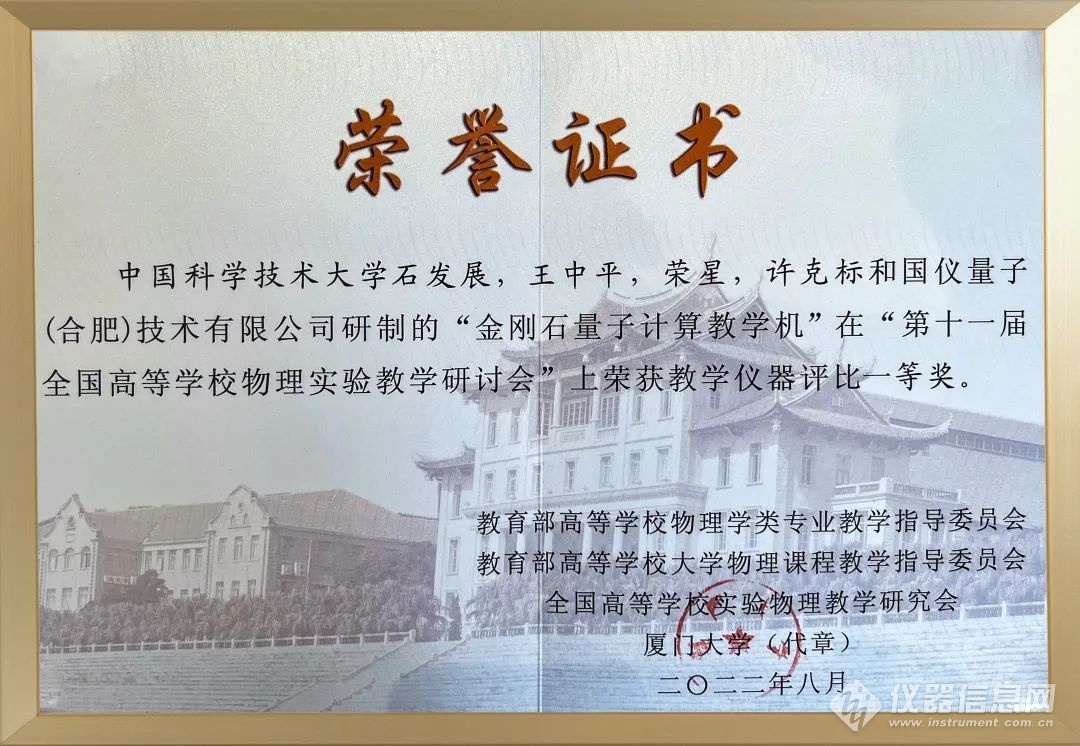 荣誉证书
中国科学技术大学石发展，王中平，荣星，许克标和国仪量子
(合肥)技术有限公司研制的“金刚石量子计算教学机”在“第十一届
全国高等学校物理实验教学研讨会”上荣获教学仪器评比一等奖。
教育部高等学校物理学类专业教学指导委员会
教育部高等学校大学物理课程教学指导委员会
全国高等学校实验物理教学研究会
厦门大学（代章）
二〇二二年八月
仪器信息网
www.instrument.com.cn